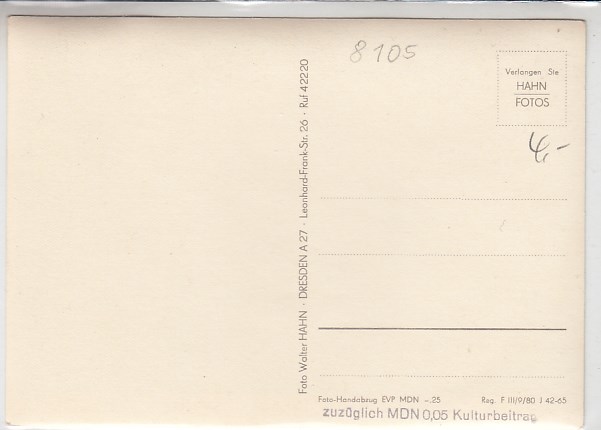 8105
Verlangen Sie
HAHN
FOTOS
4,-
Foto Walter HAHN · DRESDEN A 27 · Leonhard-Frank-Str. 26 · Ruf 42220
Foto-Handabzug EVP MDN -.25 Reg. F III/9/80 J 42-65
zuzüglich MDN 0,05 Kulturbeitrag